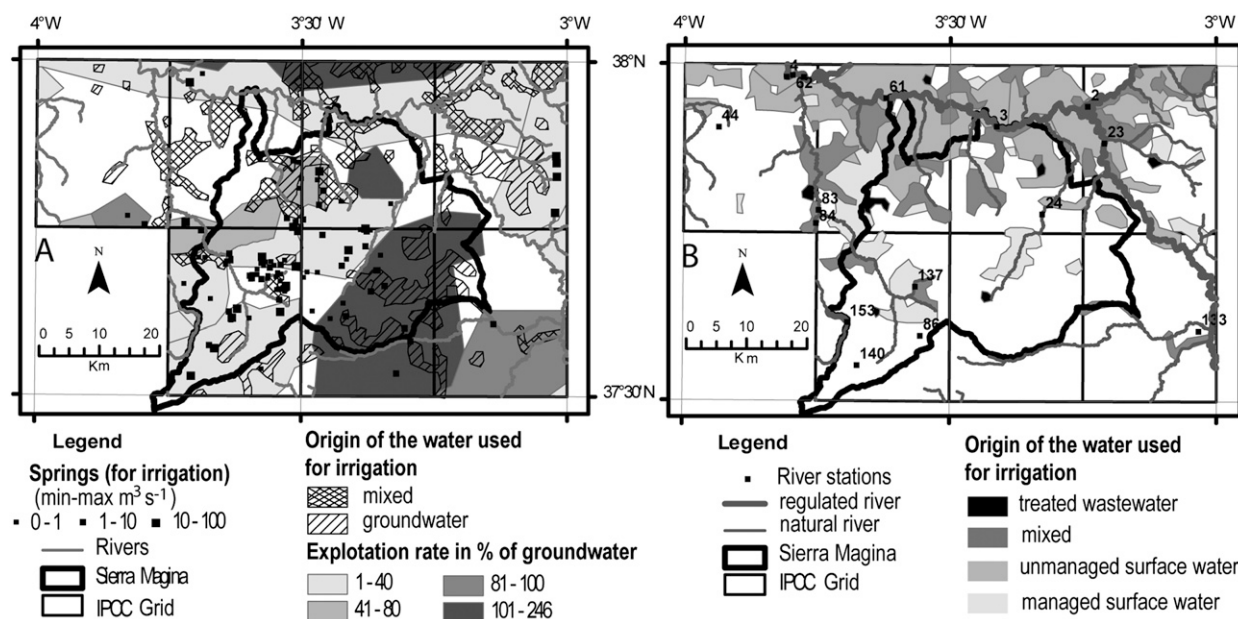 4°W 3°30'W 3°W
38°N
37°30'N
A
N
0 10 20
Km
Legend
Springs (for irrigation)
(min-max m³ s⁻¹)
0 - 1 1 - 10 10 - 100
Rivers
Sierra Magina
IPCC Grid
Origin of the water used
for irrigation
mixed
groundwater
Explotation rate in % of groundwater
1 - 40
41 - 80
81 - 100
101 - 246
4°W 3°30'W 3°W
62
61
44
3
2
23
83
84
24
137
153
86
140
133
B
N
0 10 20
Km
Legend
River stations
regulated river
natural river
Sierra Magina
IPCC Grid
Origin of the water used
for irrigation
treated wastewater
mixed
unmanaged surface water
managed surface water